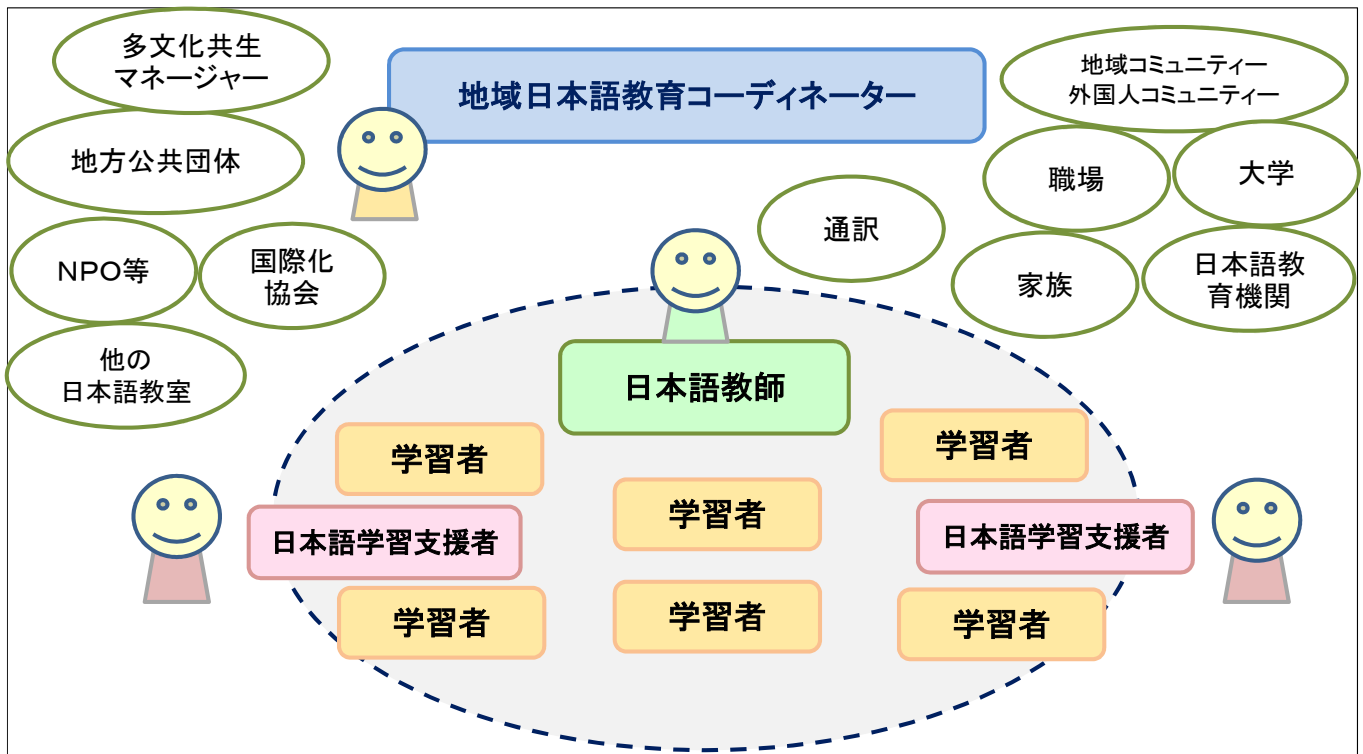 多文化共生
マネージャー
地域日本語教育コーディネーター
地域コミュニティー
外国人コミュニティー
地方公共団体
職場
大学
通訳
NPO等
国際化
協会
家族
日本語教
育機関
他の
日本語教室
日本語教師
学習者
学習者
学習者
日本語学習支援者
日本語学習支援者
学習者
学習者
学習者